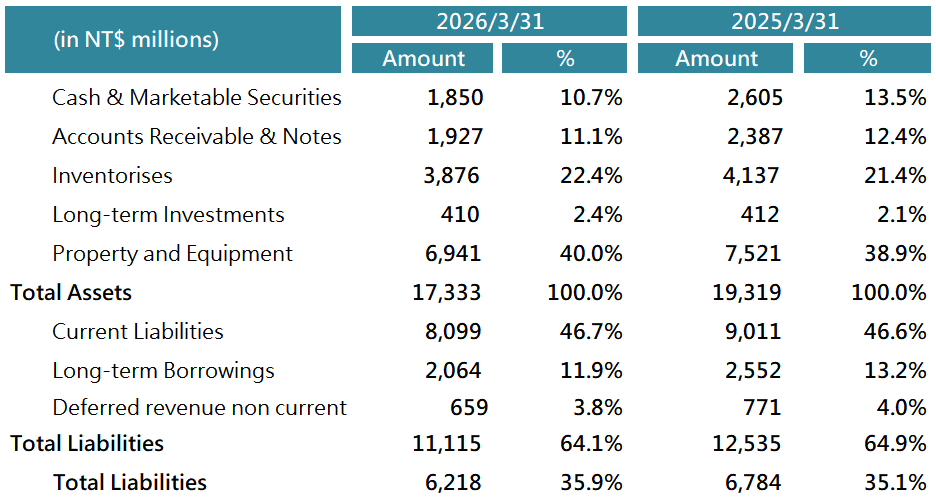 (in NT$ millions) 2026/3/31 2025/3/31
Amount % Amount %
Cash & Marketable Securities 1,850 10.7% 2,605 13.5%
Accounts Receivable & Notes 1,927 11.1% 2,387 12.4%
Inventorises 3,876 22.4% 4,137 21.4%
Long-term Investments 410 2.4% 412 2.1%
Property and Equipment 6,941 40.0% 7,521 38.9%
Total Assets 17,333 100.0% 19,319 100.0%
Current Liabilities 8,099 46.7% 9,011 46.6%
Long-term Borrowings 2,064 11.9% 2,552 13.2%
Deferred revenue non current 659 3.8% 771 4.0%
Total Liabilities 11,115 64.1% 12,535 64.9%
Total Liabilities 6,218 35.9% 6,784 35.1%